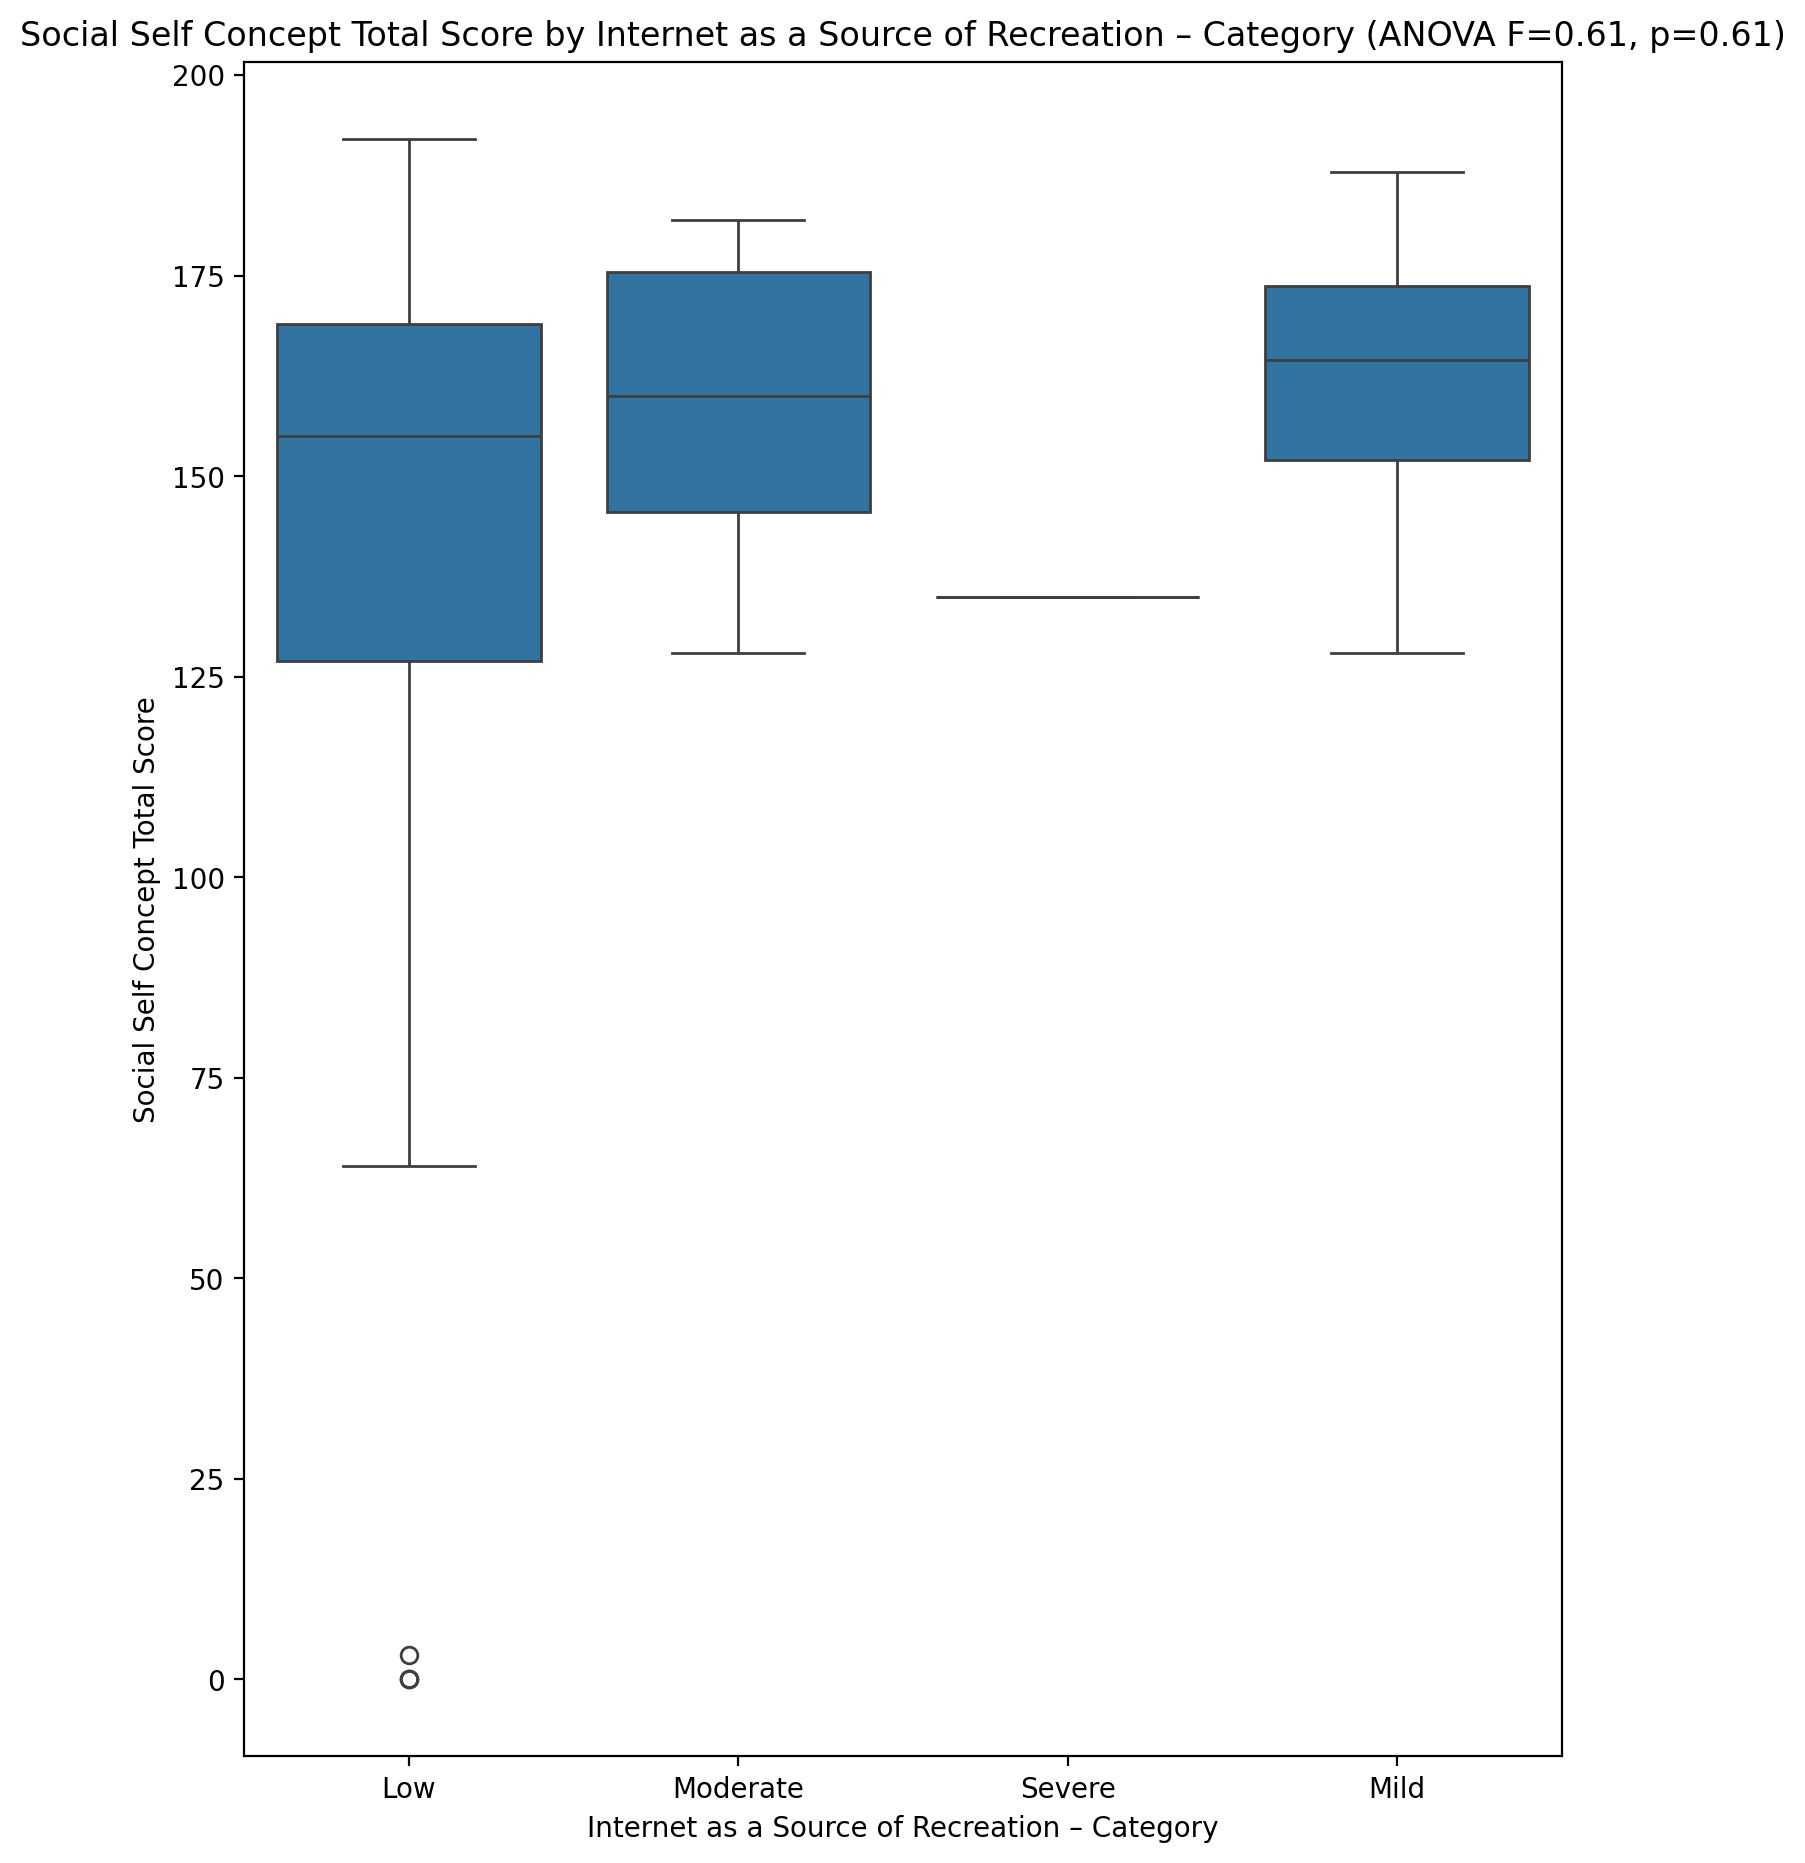 Social Self Concept Total Score by Internet as a Source of Recreation – Category (ANOVA F=0.61, p=0.61)
Social Self Concept Total Score
200
175
150
125
100
75
50
25
0
Low
Moderate
Severe
Mild
Internet as a Source of Recreation – Category